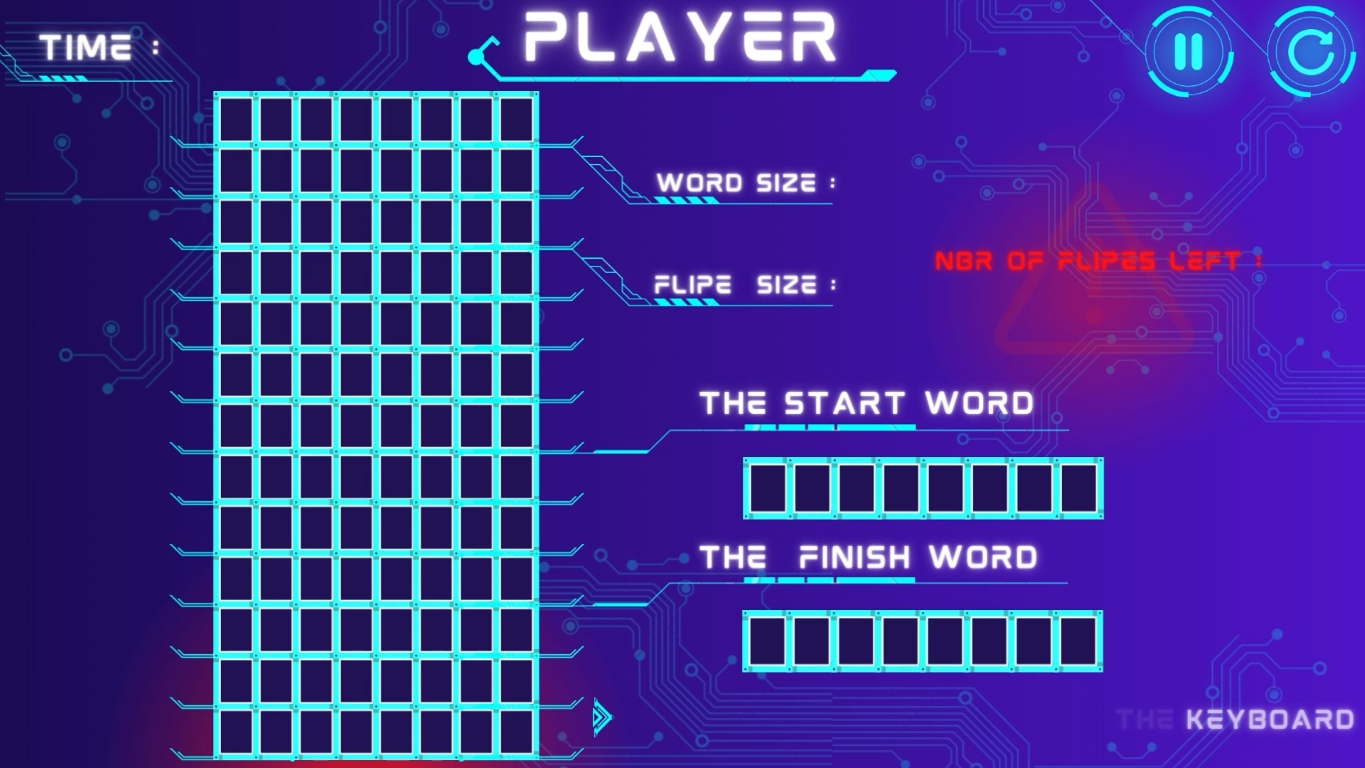 TIME :
PLAYER
WORD SIZE :
FLIPE SIZE :
NBR OF FLIPES LEFT :
THE START WORD
THE FINISH WORD
THE KEYBOARD